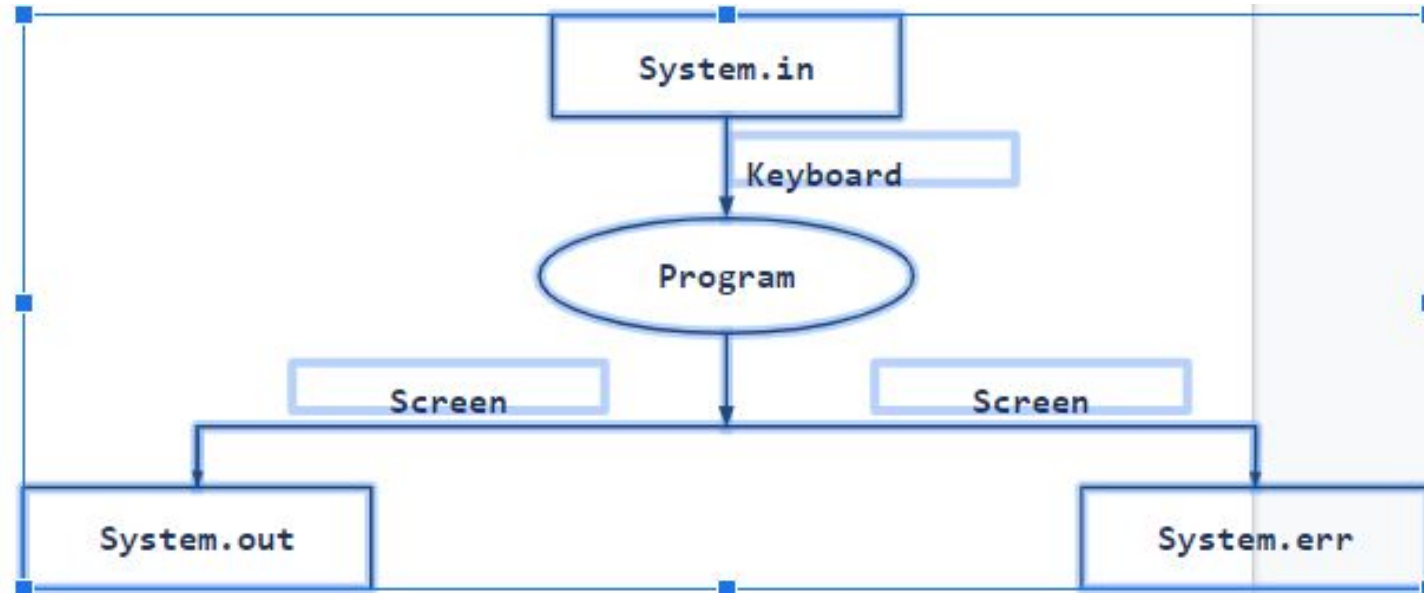 System.in
Keyboard
Program
Screen
Screen
System.out
System.err